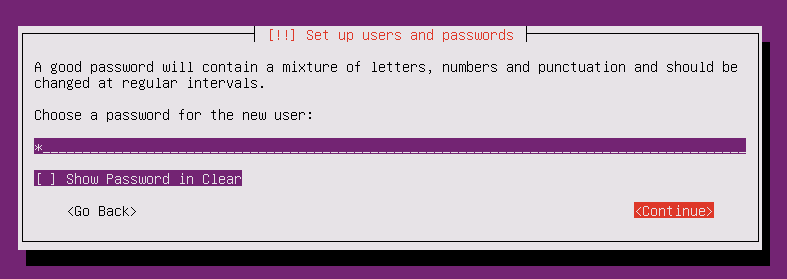 [!!] Set up users and passwords
A good password will contain a mixture of letters, numbers and punctuation and should be
changed at regular intervals.
Choose a password for the new user:
*_______________________________________________________________________________________
[ ] Show Password in Clear
<Go Back> <Continue>